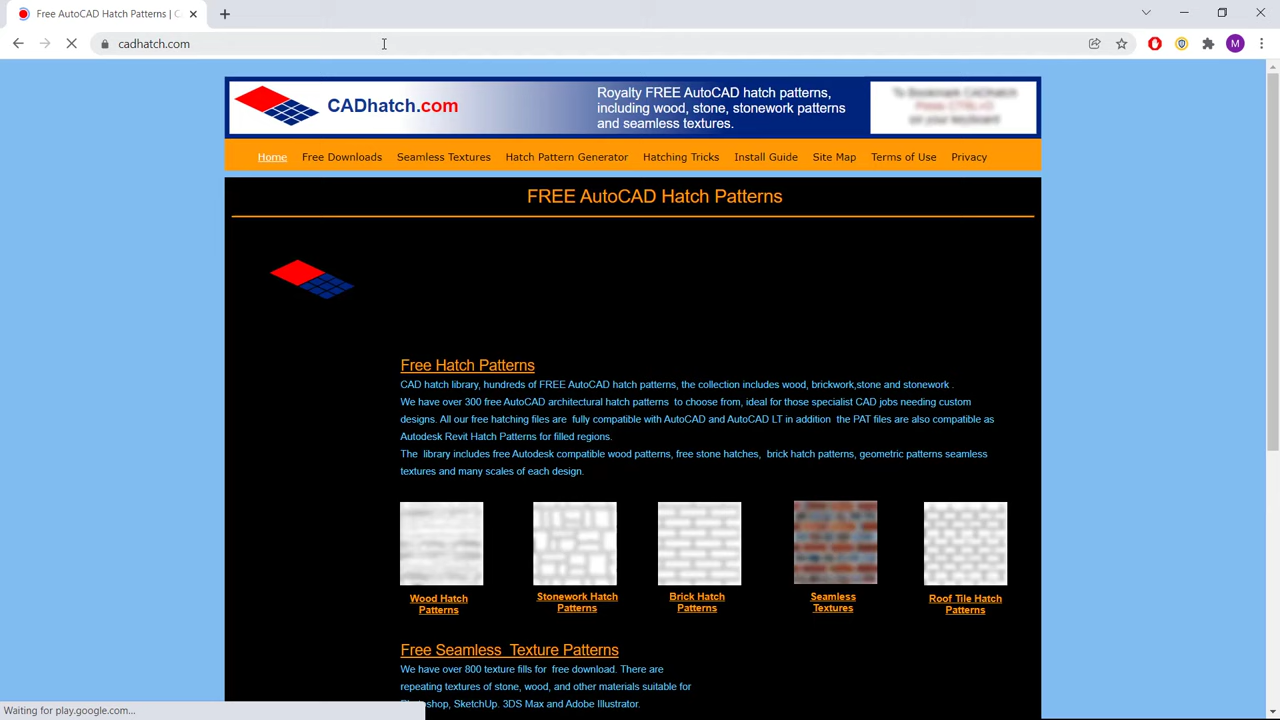 Free AutoCAD Hatch Patterns | C
cadhatch.com
M
CADhatch.com
Royalty FREE AutoCAD hatch patterns,
including wood, stone, stonework patterns
and seamless textures.
To Bookmark CADhatch
Press CTRL+D
on your keyboard
Home Free Downloads Seamless Textures Hatch Pattern Generator Hatching Tricks Install Guide Site Map Terms of Use Privacy
FREE AutoCAD Hatch Patterns
Free Hatch Patterns
CAD hatch library, hundreds of FREE AutoCAD hatch patterns, the collection includes wood, brickwork,stone and stonework .
We have over 300 free AutoCAD architectural hatch patterns to choose from, ideal for those specialist CAD jobs needing custom
designs. All our free hatching files are fully compatible with AutoCAD and AutoCAD LT in addition the PAT files are also compatible as
Autodesk Revit Hatch Patterns for filled regions.
The library includes free Autodesk compatible wood patterns, free stone hatches, brick hatch patterns, geometric patterns seamless
textures and many scales of each design.
Wood Hatch
Patterns
Stonework Hatch
Patterns
Brick Hatch
Patterns
Seamless
Textures
Roof Tile Hatch
Patterns
Free Seamless Texture Patterns
We have over 800 texture fills for free download. There are
repeating textures of stone, wood, and other materials suitable for
SketchUp. 3DS Max and Adobe Illustrator.
Waiting for play.google.com...